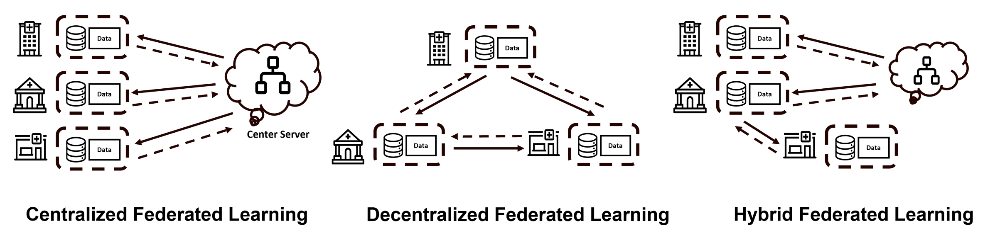 Data
Data
Data
Center Server
Centralized Federated Learning
Data
Data
Data
Decentralized Federated Learning
Data
Data
Data
Hybrid Federated Learning